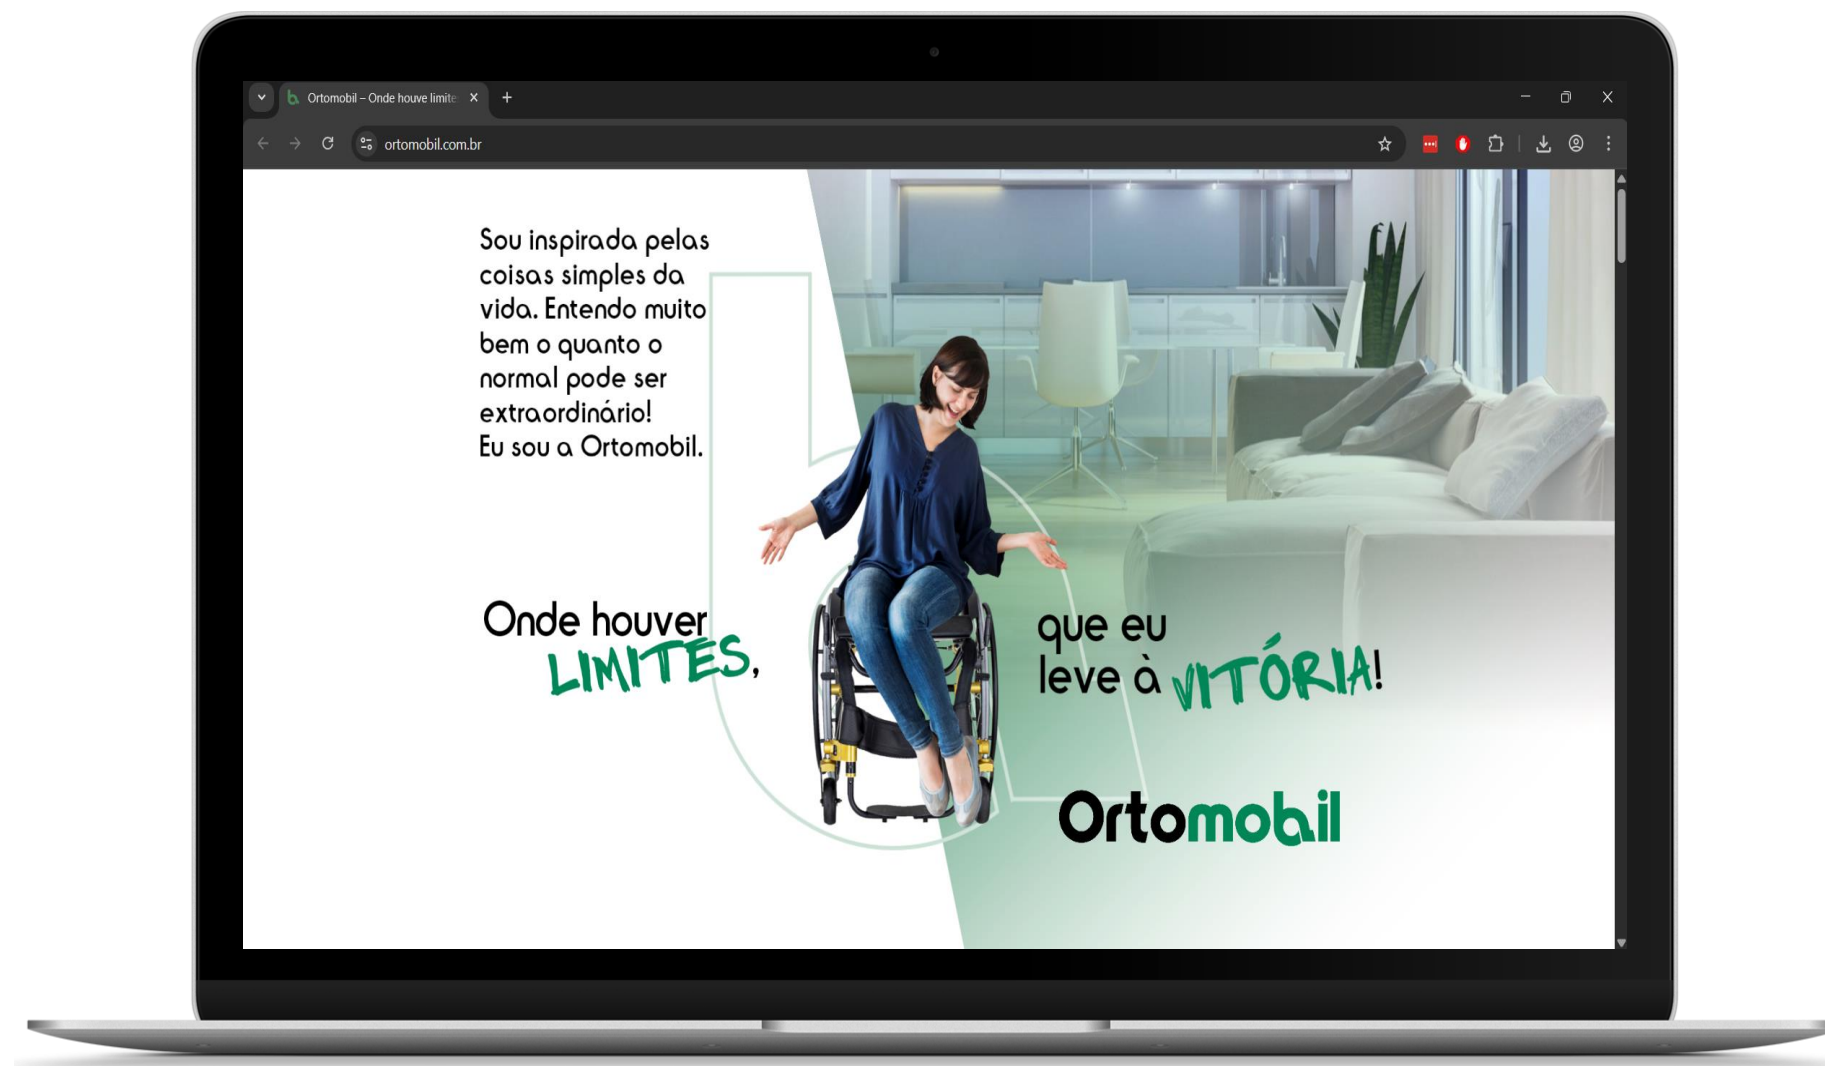 Ortomobil – Onde houve limite
ortomobil.com.br
Sou inspirada pelas
coisas simples da
vida. Entendo muito
bem o quanto o
normal pode ser
extraordinário!
Eu sou a Ortomobil.
Onde houver
LIMITES,
que eu
leve à VITÓRIA!
Ortomobil